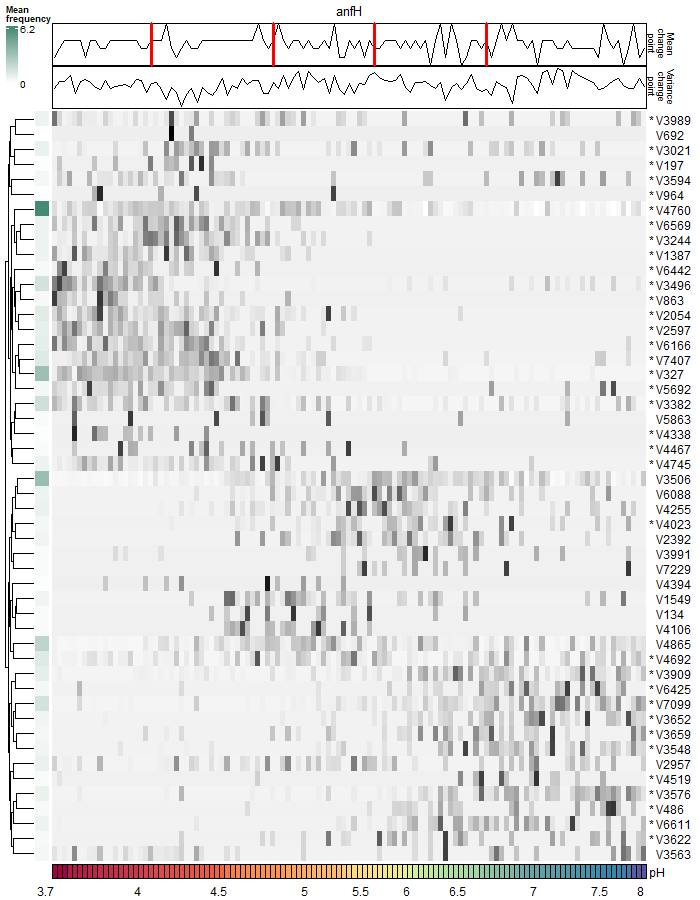 Mean
frequency
6.2
0
anfH
Mean
change
point
Variance
change
point
* V3989
V692
* V3021
* V197
* V3594
* V964
* V4760
* V6569
* V3244
* V1387
* V6442
* V3496
* V863
* V2054
* V2597
* V6166
* V7407
* V327
* V5692
* V3382
V5863
* V4338
* V4467
* V4745
V3506
V6088
V4255
* V4023
V2392
V3991
V7229
V4394
V1549
V134
V4106
V4865
* V4692
* V3909
* V6425
* V7099
* V3652
* V3659
* V3548
V2957
* V4519
* V3576
* V486
* V6611
* V3622
V3563
pH
3.7 4 4.5 5 5.5 6 6.5 7 7.5 8